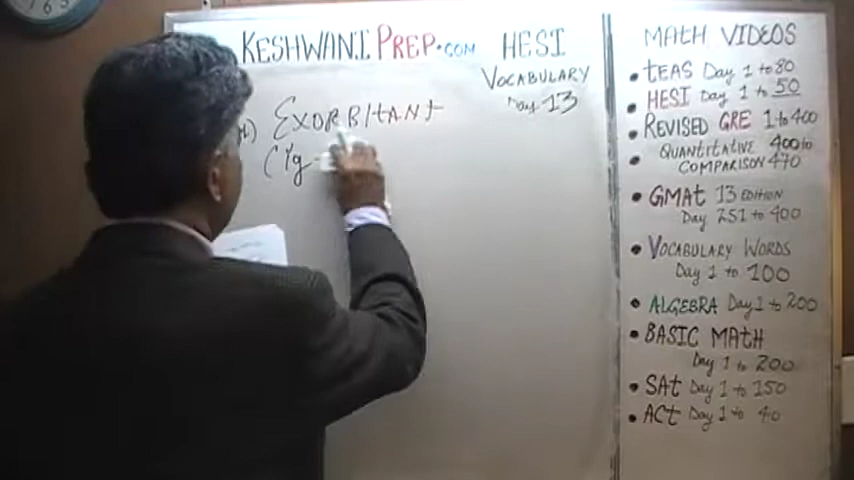 KESHWANI PREP.COM
HESI
VOCABULARY
Day 13
EXORBITANT
MATH VIDEOS
• TEAS Day 1 to 80
• HESI Day 1 to 50
• REVISED GRE 1 to 400
• QUANTITATIVE 400 to
COMPARISON 470
• GMAT 13 EDITION
Day 251 to 400
• VOCABULARY WORDS
Day 1 to 100
• ALGEBRA Day 1 to 200
• BASIC MATH
Day 1 to 200
• SAT Day 1 to 150
• ACT Day 1 to 40